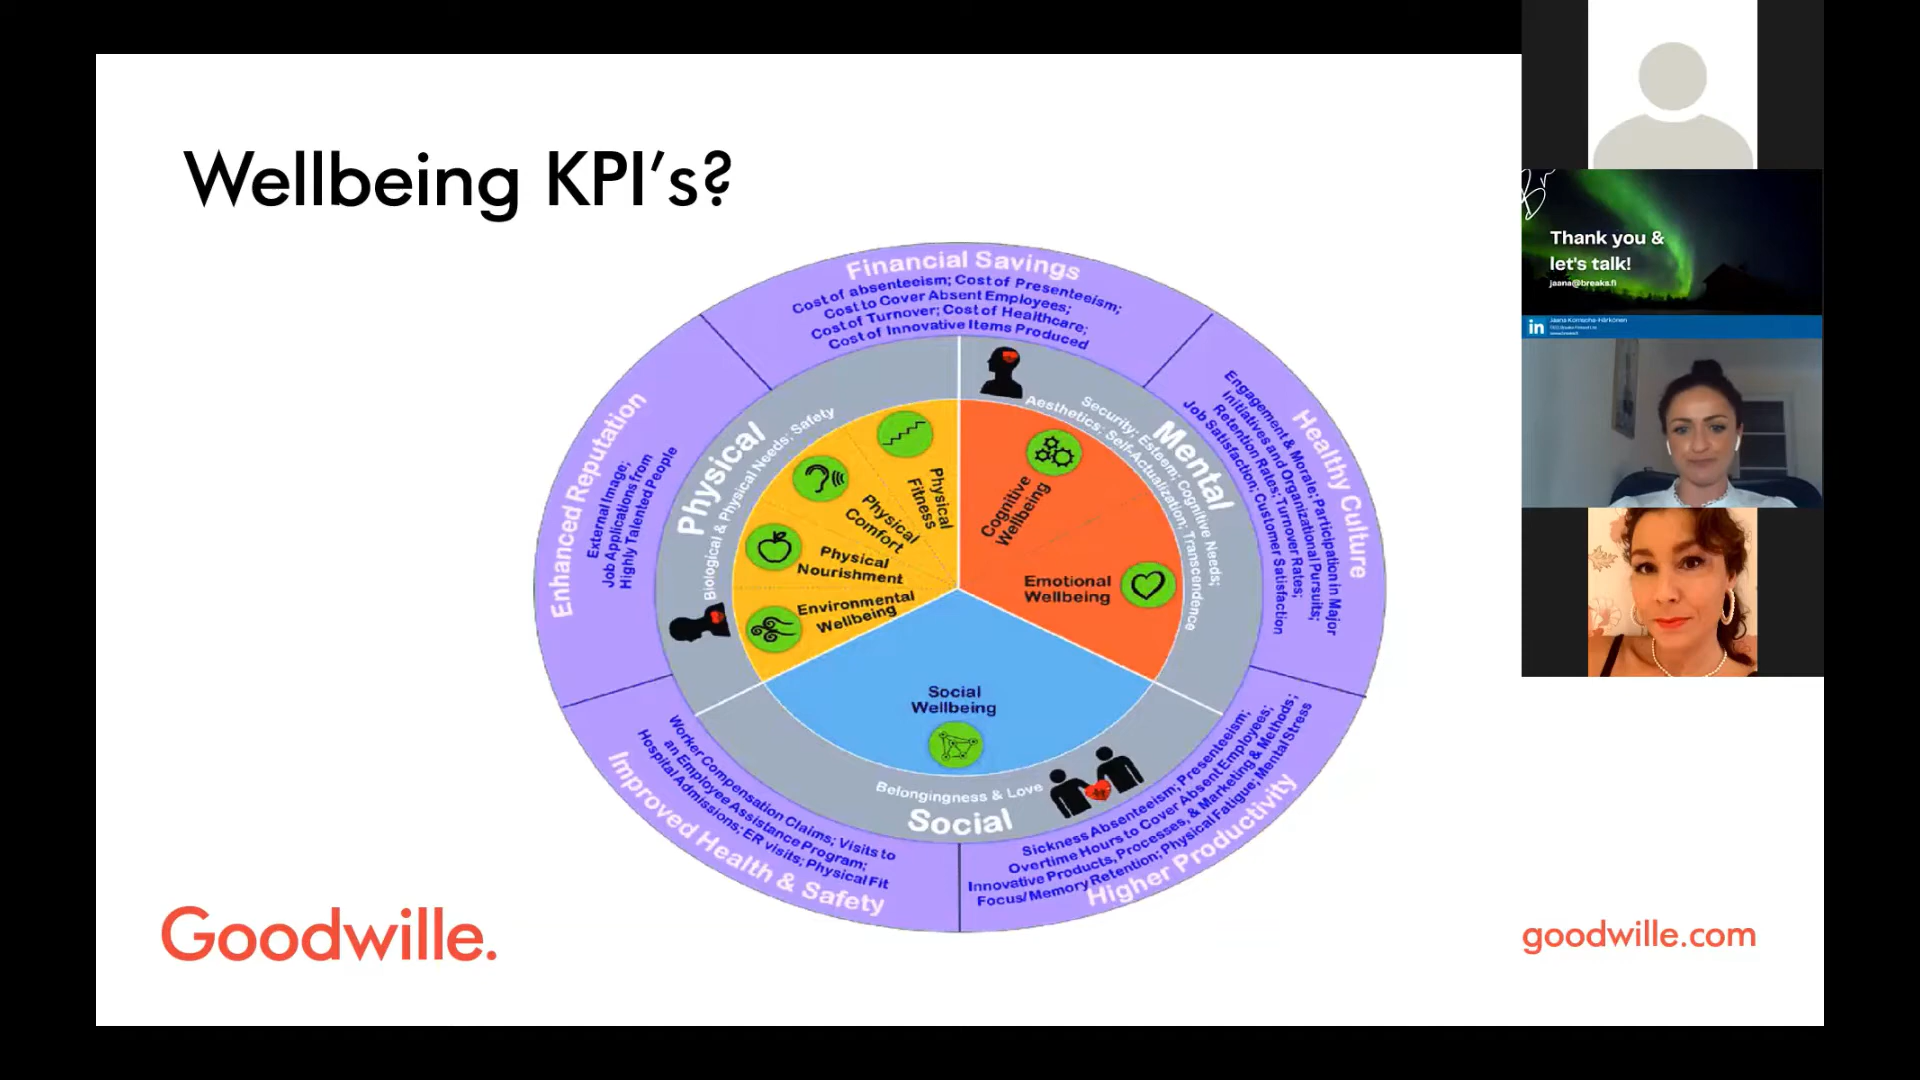 Wellbeing KPI's?
Financial Savings
Cost of absenteeism; Cost of Presenteeism;
Cost to Cover Absent Employees;
Cost of Turnover; Cost of Healthcare;
Cost of Innovative Items Produced
Healthy Culture
Engagement & Morale; Participation in Major
Initiatives and Organizational Pursuits;
Retention Rates; Turnover Rates;
Job Satisfaction; Customer Satisfaction
Higher Productivity
Sickness Absenteeism; Presenteeism;
Overtime Hours to Cover Absent Employees;
Innovative Products, Processes, & Marketing & Methods;
Focus/Memory Retention; Physical Fatigue; Mental Stress
Improved Health & Safety
Worker Compensation Claims; Visits to
an Employee Assistance Program;
Hospital Admissions; ER visits; Physical Fit
Enhanced Reputation
External Image;
Job Applications from
Highly Talented People
Physical
Biological & Physical Needs; Safety
Mental
Security; Esteem; Cognitive Needs;
Aesthetics; Self-Actualization; Transcendence
Social
Belongingness & Love
Physical
Fitness
Physical
Comfort
Physical
Nourishment
Environmental
Wellbeing
Cognitive
Wellbeing
Emotional
Wellbeing
Social
Wellbeing
Goodwille.
goodwille.com
Br
Thank you &
let's talk!
jaana@breaks.fi
in